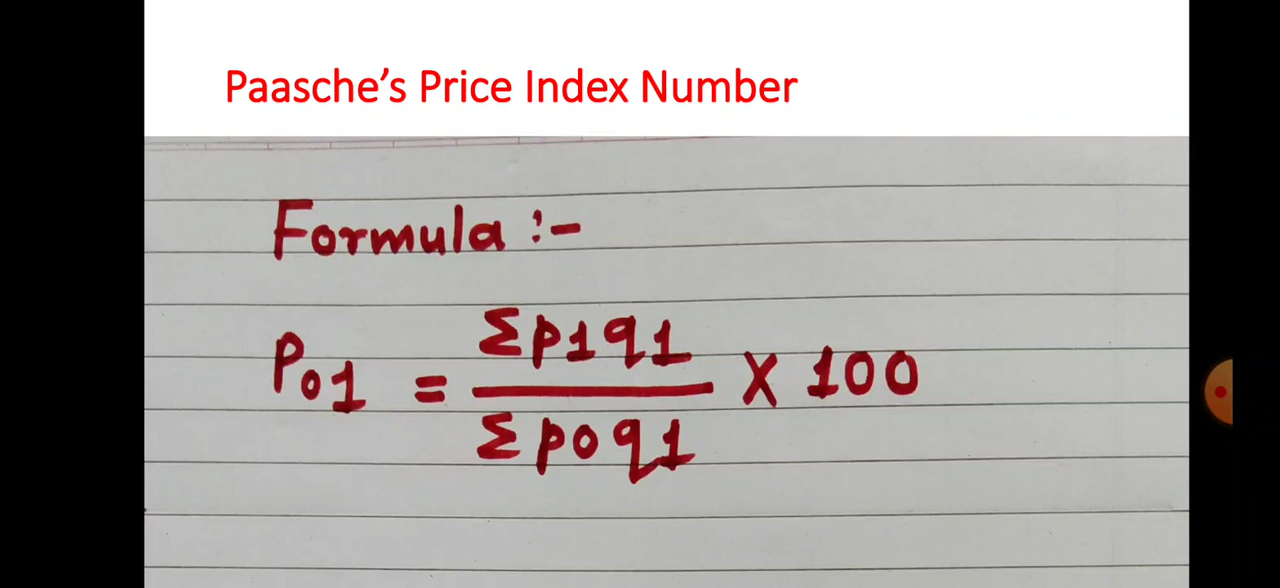 Paasche's Price Index Number
Formula :-
P01 = Σp1q1 / Σp0q1 X 100